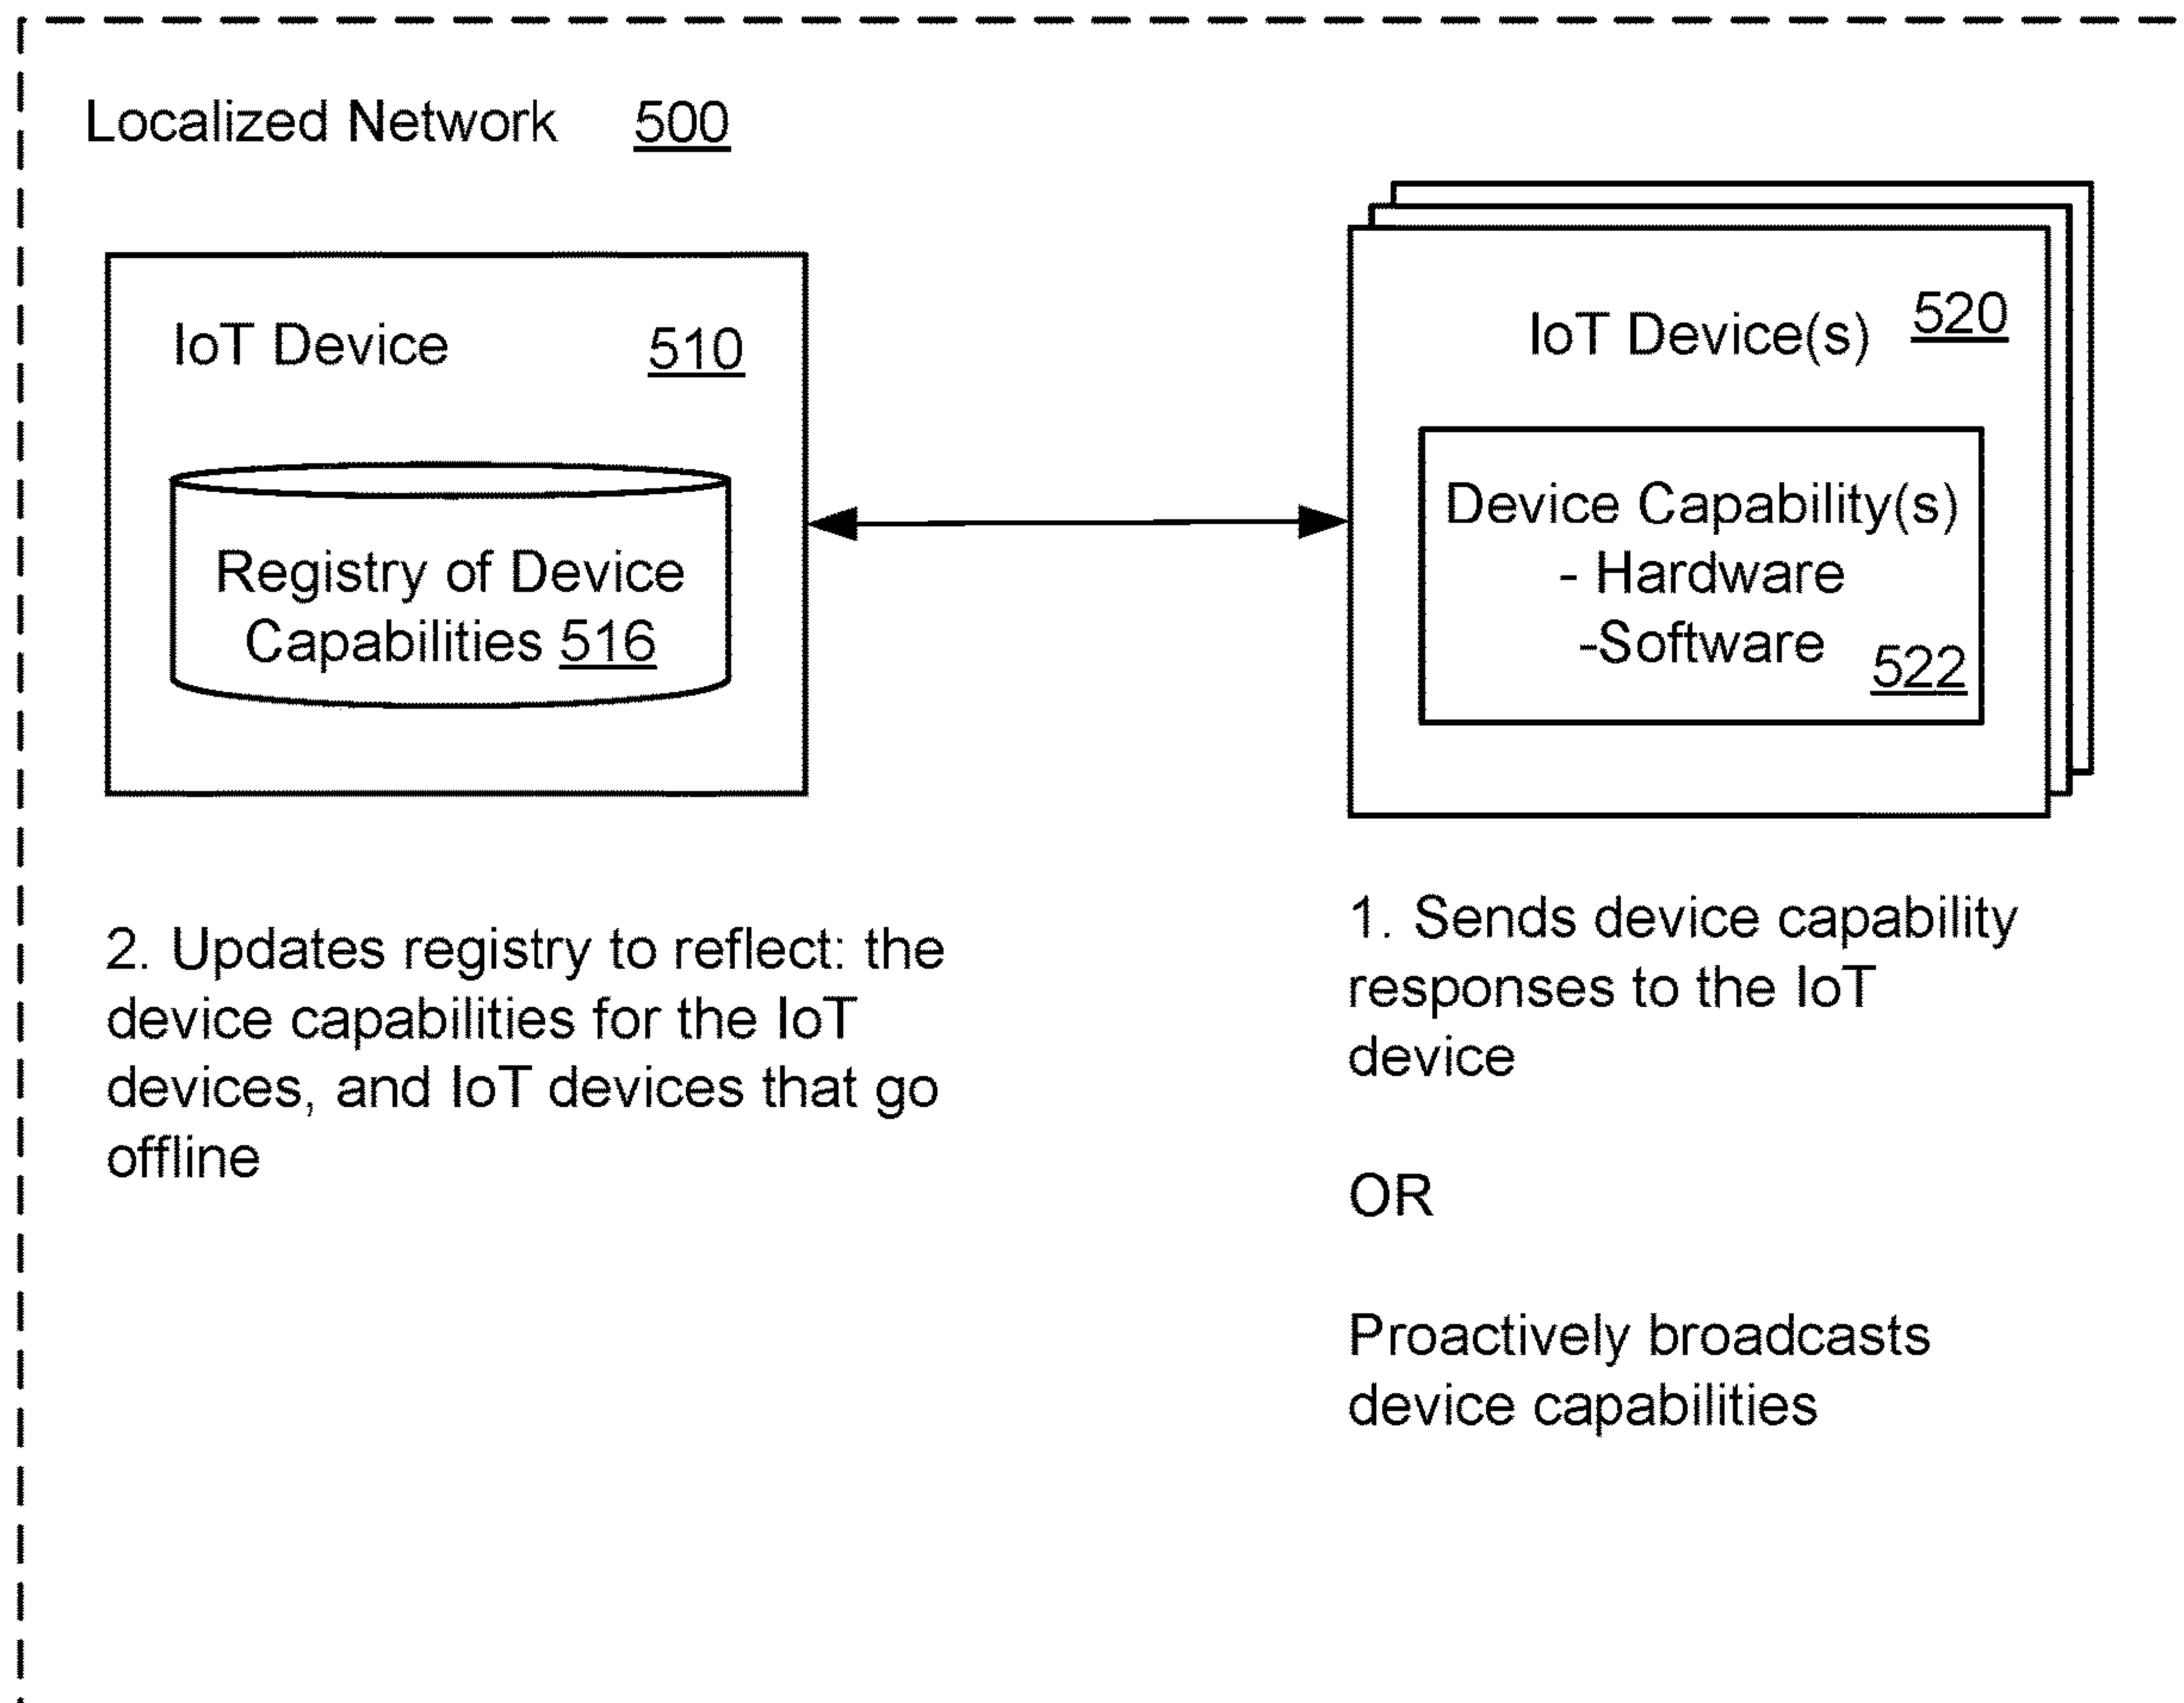 Localized Network 500
IoT Device 510
Registry of Device
Capabilities 516
IoT Device(s) 520
Device Capability(s)
- Hardware
-Software
522
2. Updates registry to reflect: the
device capabilities for the IoT
devices, and IoT devices that go
offline
1. Sends device capability
responses to the IoT
device
OR
Proactively broadcasts
device capabilities